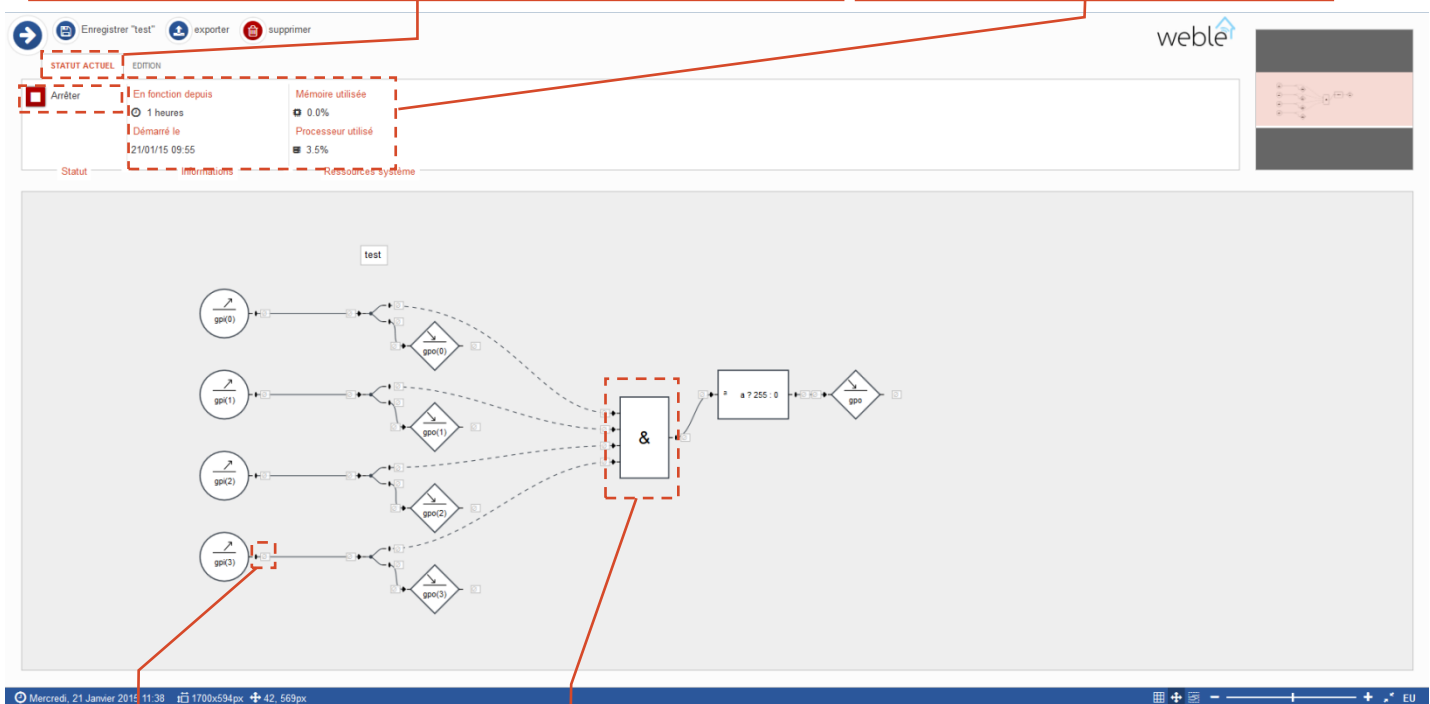 Enregistrer "test" exporter supprimer
weble
STATUT ACTUEL EDITION
Arrêter
En fonction depuis
1 heures
Démarré le
21/01/15 09:55
Mémoire utilisée
0.0%
Processeur utilisé
3.5%
Statut Informations Ressources système
test
gpi(0)
gpo(0)
gpi(1)
gpo(1)
gpi(2)
gpo(2)
gpi(3)
gpo(3)
&
a ? 255 : 0
gpo
Mercredi, 21 Janvier 2015 11:38 1700x594px 42, 569px EU